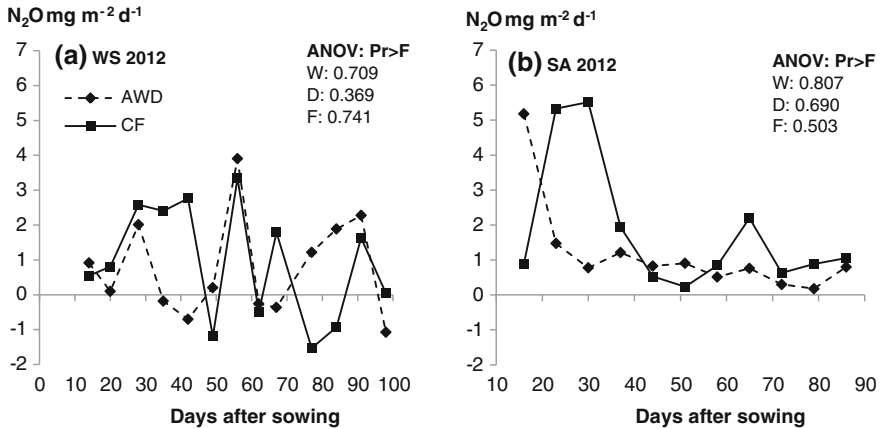 N₂O mg m⁻² d⁻¹
(a) WS 2012
ANOV: Pr>F
W: 0.709
D: 0.369
F: 0.741
AWD
CF
7
6
5
4
3
2
1
0
-1
-2
0 10 20 30 40 50 60 70 80 90 100
Days after sowing
N₂O mg m⁻² d⁻¹
(b) SA 2012
ANOV: Pr>F
W: 0.807
D: 0.690
F: 0.503
7
6
5
4
3
2
1
0
-1
-2
10 20 30 40 50 60 70 80 90
Days after sowing